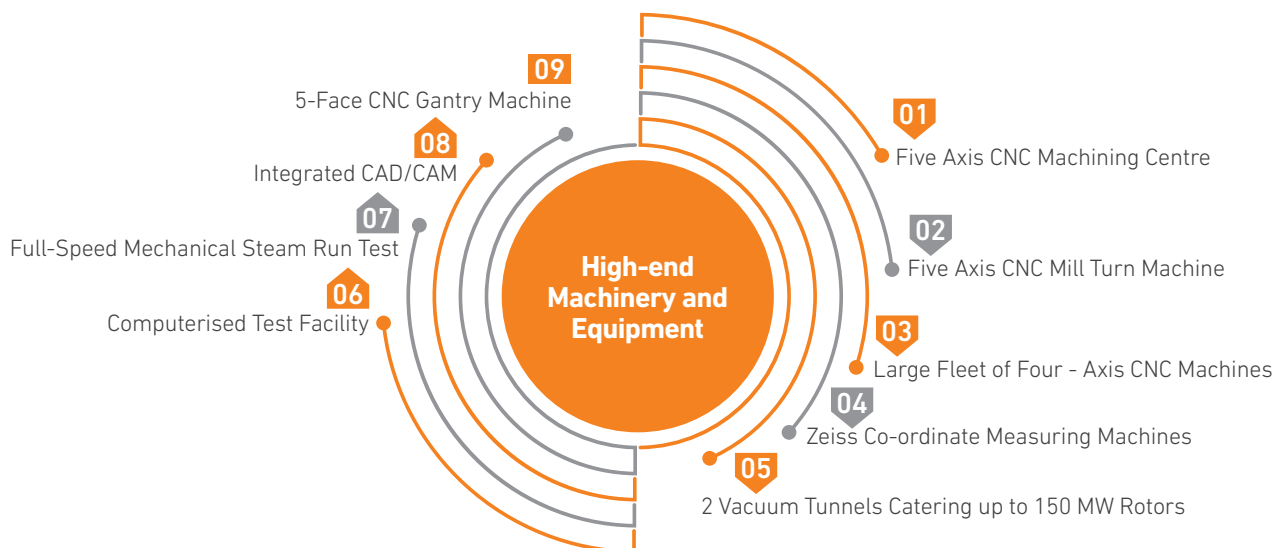 High-end
Machinery and
Equipment
01
Five Axis CNC Machining Centre
02
Five Axis CNC Mill Turn Machine
03
Large Fleet of Four - Axis CNC Machines
04
Zeiss Co-ordinate Measuring Machines
05
2 Vacuum Tunnels Catering up to 150 MW Rotors
06
Computerised Test Facility
07
Full-Speed Mechanical Steam Run Test
08
Integrated CAD/CAM
09
5-Face CNC Gantry Machine